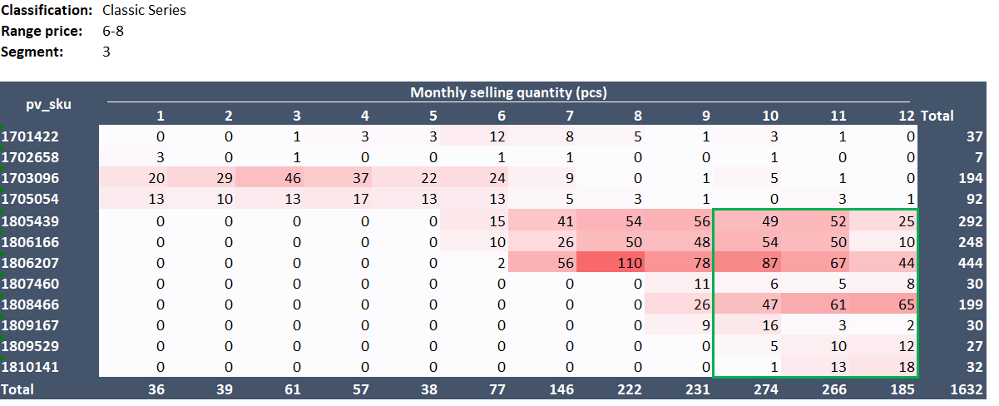 Classification: Classic Series
Range price: 6-8
Segment: 3
Monthly selling quantity (pcs)
pv_sku
1 2 3 4 5 6 7 8 9 10 11 12 Total
1701422 0 0 1 3 3 12 8 5 1 3 1 0 37
1702658 3 0 1 0 0 1 1 0 0 1 0 0 7
1703096 20 29 46 37 22 24 9 0 1 5 1 0 194
1705054 13 10 13 17 13 13 5 3 1 0 3 1 92
1805439 0 0 0 0 0 15 41 54 56 49 52 25 292
1806166 0 0 0 0 0 10 26 50 48 54 50 10 248
1806207 0 0 0 0 0 2 56 110 78 87 67 44 444
1807460 0 0 0 0 0 0 0 0 11 6 5 8 30
1808466 0 0 0 0 0 0 0 0 26 47 61 65 199
1809167 0 0 0 0 0 0 0 0 9 16 3 2 30
1809529 0 0 0 0 0 0 0 0 0 5 10 12 27
1810141 0 0 0 0 0 0 0 0 0 1 13 18 32
Total 36 39 61 57 38 77 146 222 231 274 266 185 1632